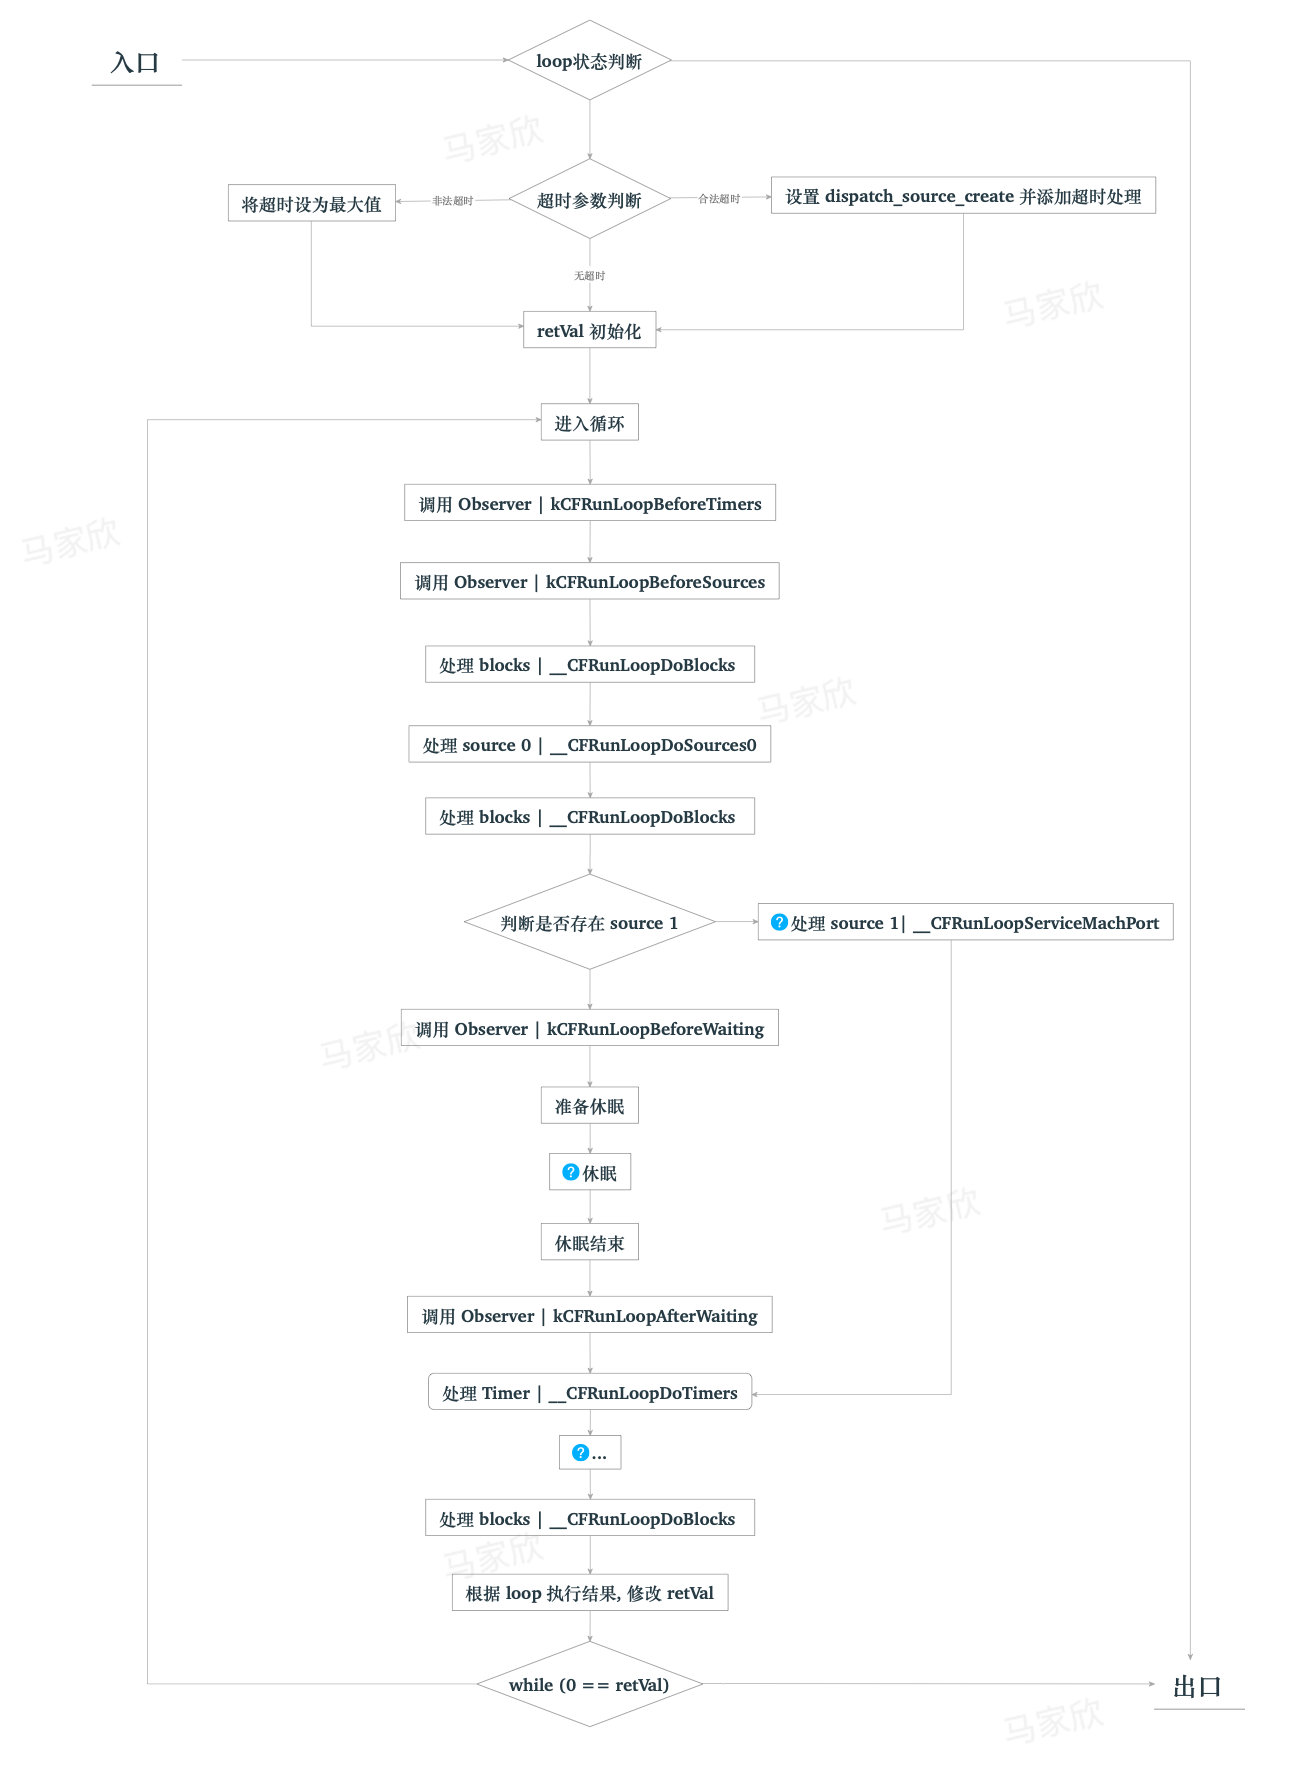 入口
loop状态判断
马家欣
将超时设为最大值
非法超时
超时参数判断
合法超时
设置 dispatch_source_create 并添加超时处理
无超时
马家欣
retVal 初始化
进入循环
调用 Observer | kCFRunLoopBeforeTimers
马家欣
调用 Observer | kCFRunLoopBeforeSources
处理 blocks | __CFRunLoopDoBlocks
马家欣
处理 source 0 | __CFRunLoopDoSources0
处理 blocks | __CFRunLoopDoBlocks
判断是否存在 source 1
?处理 source 1| __CFRunLoopServiceMachPort
调用 Observer | kCFRunLoopBeforeWaiting
马家欣
准备休眠
?休眠
马家欣
休眠结束
调用 Observer | kCFRunLoopAfterWaiting
处理 Timer | __CFRunLoopDoTimers
?...
处理 blocks | __CFRunLoopDoBlocks
马家欣
根据 loop 执行结果, 修改 retVal
while (0 == retVal)
出口
马家欣